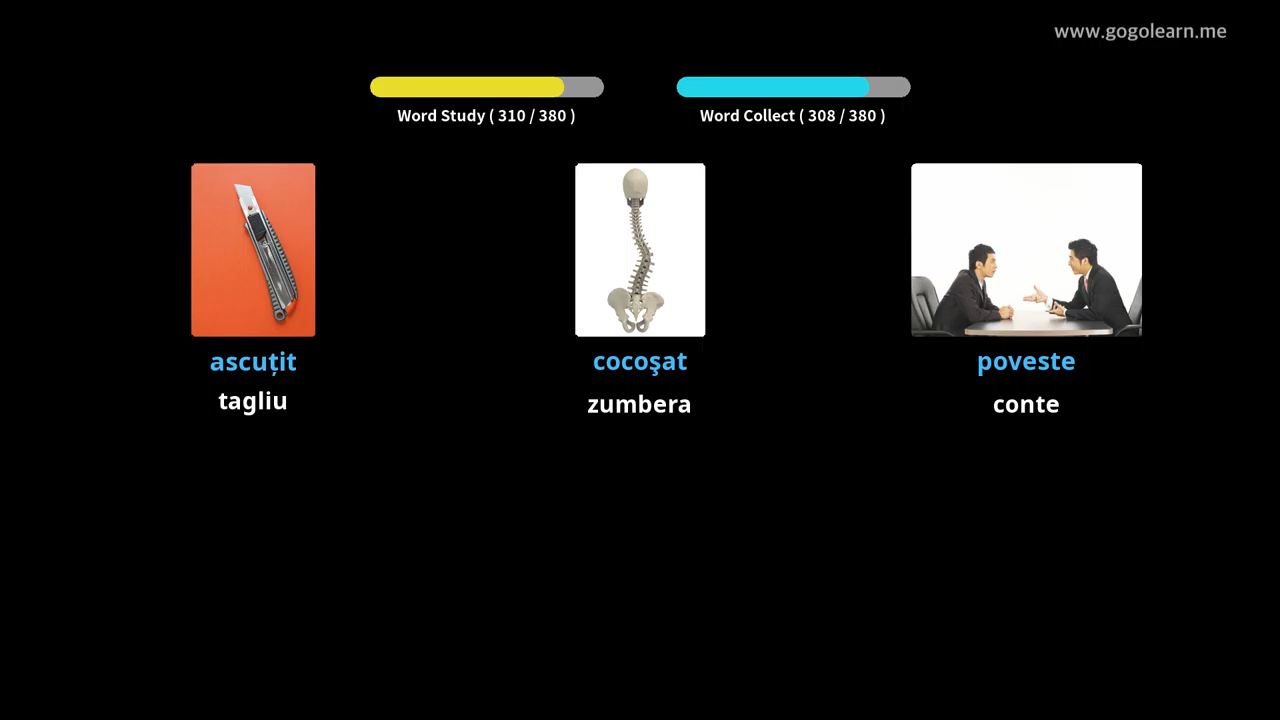 www.gogolearn.me
Word Study ( 310 / 380 )
Word Collect ( 308 / 380 )
ascuțit
cocoşat
poveste
tagliu
zumbera
conte